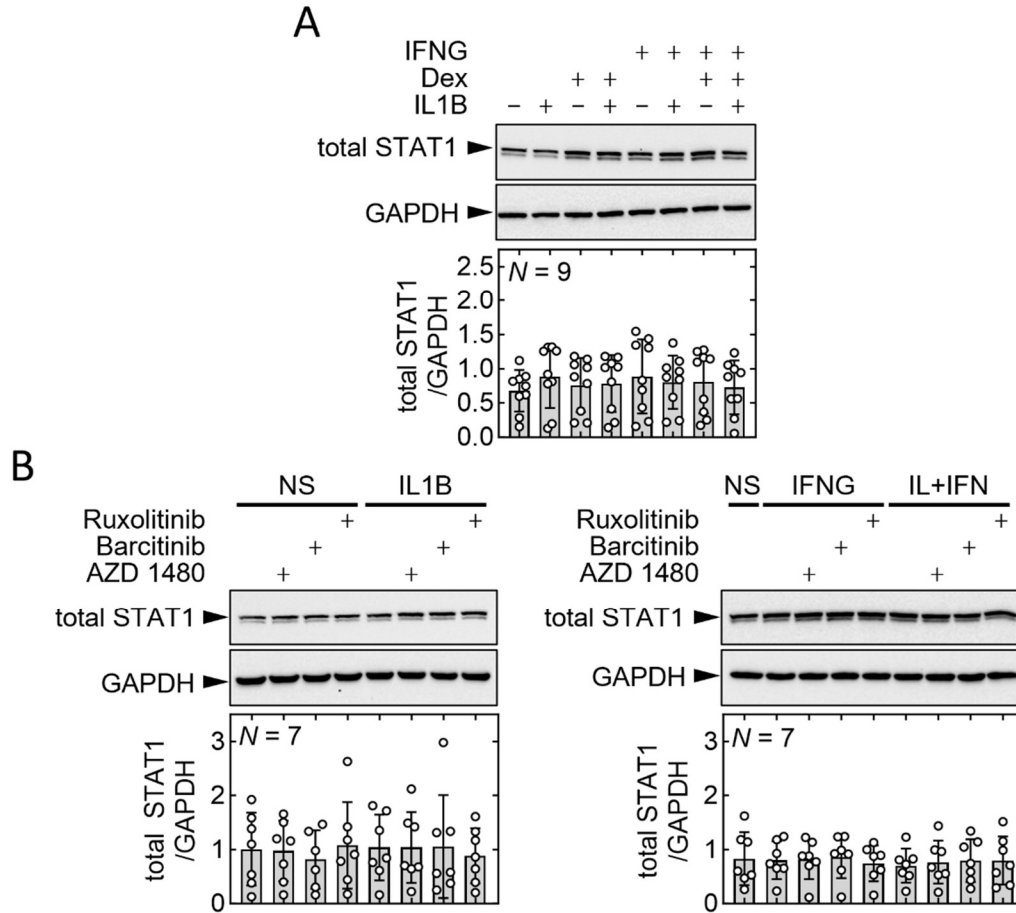 A
IFNG + + + +
Dex + + + +
IL1B − + − + − + − +
total STAT1
GAPDH
total STAT1
/GAPDH
2.5
2.0
1.5
1.0
0.5
0.0
N = 9
B
NS IL1B
Ruxolitinib + +
Barcitinib + +
AZD 1480 + +
total STAT1
GAPDH
total STAT1
/GAPDH
3
2
1
0
N = 7
NS IFNG IL+IFN
Ruxolitinib + +
Barcitinib + +
AZD 1480 + +
total STAT1
GAPDH
total STAT1
/GAPDH
3
2
1
0
N = 7